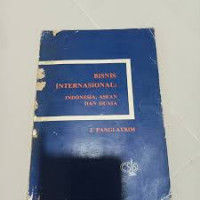 BISNIS
INTERNASIONAL:
INDONESIA, ASEAN
DAN DUNIA
J. PANGLAYKIM